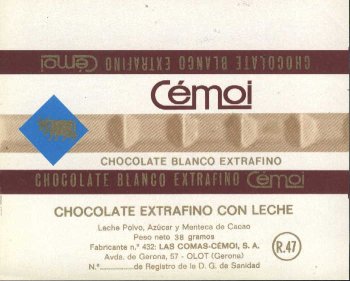 CHOCOLATE BLANCO EXTRAFINO Cémoi
Cémoi
CHOCOLATE BLANCO EXTRAFINO
CHOCOLATE BLANCO EXTRAFINO Cémoi
CHOCOLATE EXTRAFINO CON LECHE
Leche Polvo, Azúcar y Manteca de Cacao
Peso neto 38 gramos
Fabricante n.º 432: LAS COMAS-CÉMOI, S. A.
Avda. de Gerona, 57 - OLOT (Gerona)
N.º ............ de Registro de la D. G. de Sanidad
R.47